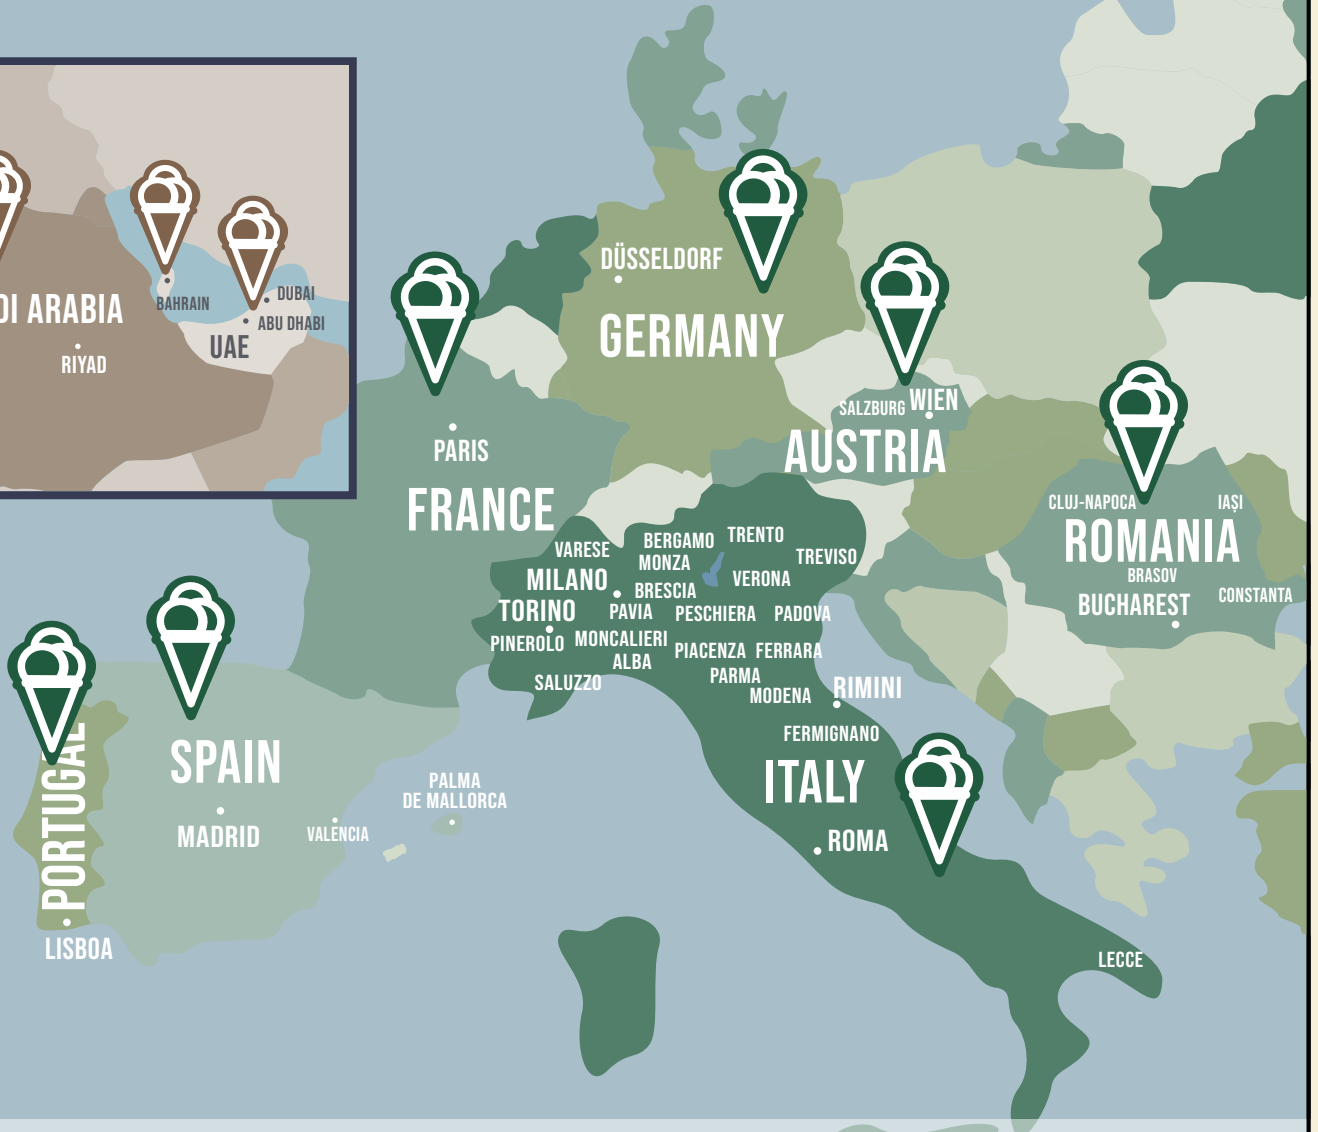 DI ARABIA
RIYAD
BAHRAIN
DUBAI
ABU DHABI
UAE
DÜSSELDORF
GERMANY
SALZBURG
WIEN
AUSTRIA
PARIS
FRANCE
CLUJ-NAPOCA
IAȘI
ROMANIA
BRASOV
BUCHAREST
CONSTANTA
VARESE
BERGAMO
TRENTO
MONZA
TREVISO
MILANO
BRESCIA
VERONA
TORINO
PAVIA
PESCHIERA
PADOVA
PINEROLO
MONCALIERI
ALBA
PIACENZA
FERRARA
SALUZZO
PARMA
MODENA
RIMINI
FERMIGNANO
ITALY
ROMA
LECCE
PORTUGAL
LISBOA
SPAIN
MADRID
VALENCIA
PALMA
DE MALLORCA